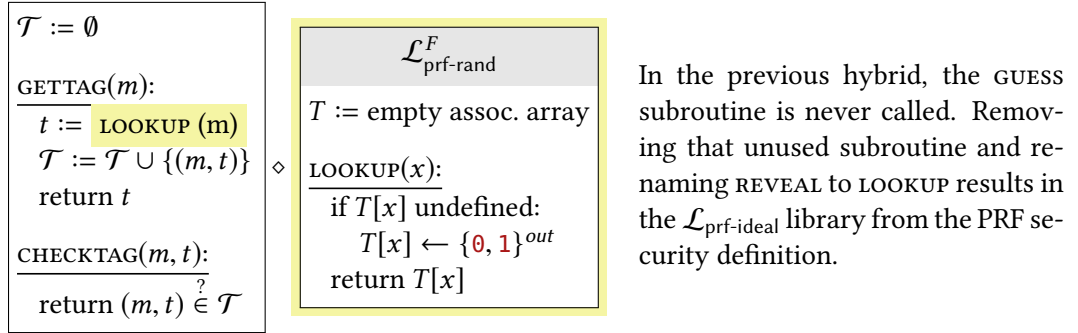 𝒯 := ∅
GETTAG(m):
t := LOOKUP (m)
𝒯 := 𝒯 ∪ {(m, t)}
return t
CHECKTAG(m, t):
return (m, t) ∈? 𝒯
⋄
ℒ^F_prf-rand
T := empty assoc. array
LOOKUP(x):
if T[x] undefined:
T[x] ← {0, 1}^out
return T[x]
In the previous hybrid, the GUESS
subroutine is never called. Remov-
ing that unused subroutine and re-
naming REVEAL to LOOKUP results in
the ℒ_prf-ideal library from the PRF se-
curity definition.